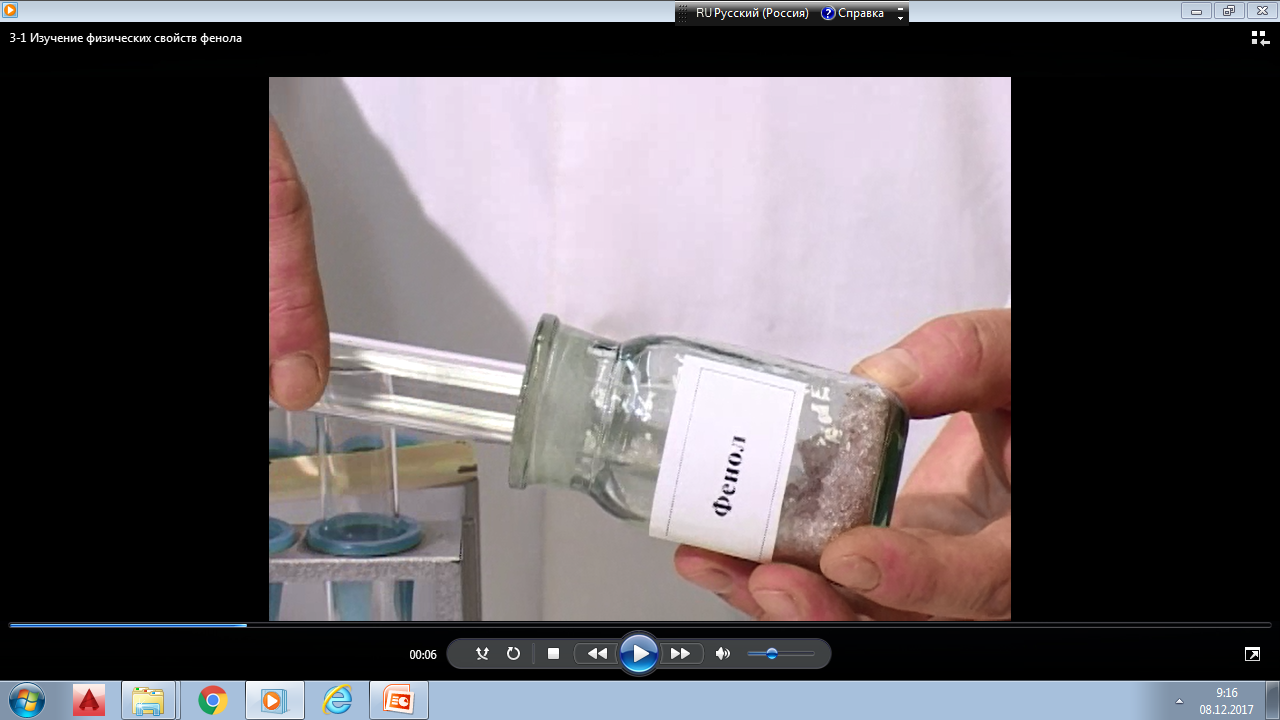 RU Русский (Россия) ? Справка
3-1 Изучение физических свойств фенола
Фенол
00:06
9:16
08.12.2017